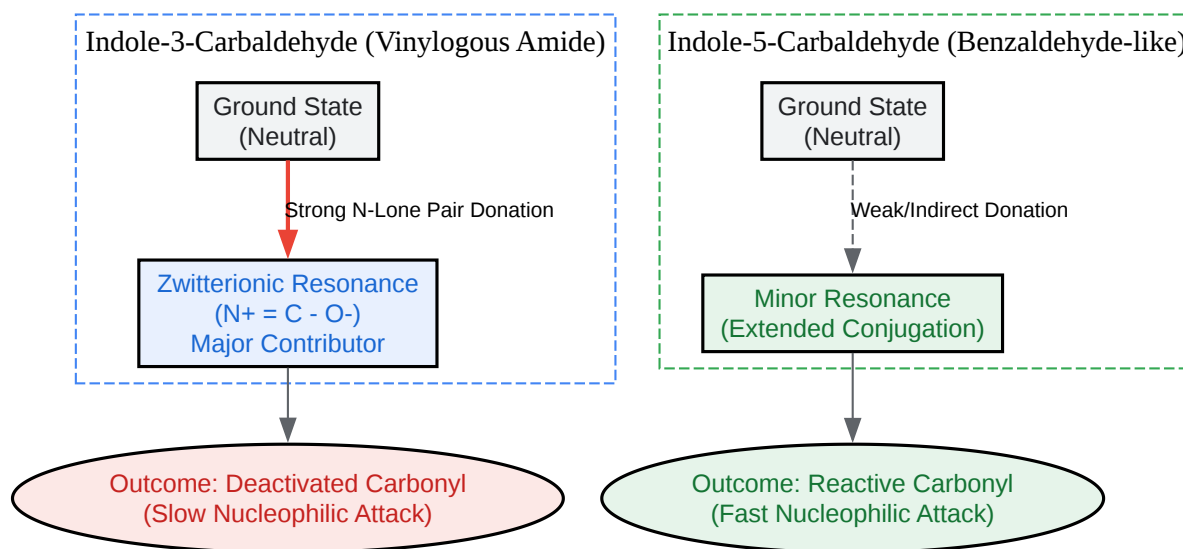 Indole-3-Carbaldehyde (Vinylogous Amide)
Ground State
(Neutral)
Strong N-Lone Pair Donation
Zwitterionic Resonance
(N+ = C - O-)
Major Contributor
Outcome: Deactivated Carbonyl
(Slow Nucleophilic Attack)
Indole-5-Carbaldehyde (Benzaldehyde-like)
Ground State
(Neutral)
Weak/Indirect Donation
Minor Resonance
(Extended Conjugation)
Outcome: Reactive Carbonyl
(Fast Nucleophilic Attack)